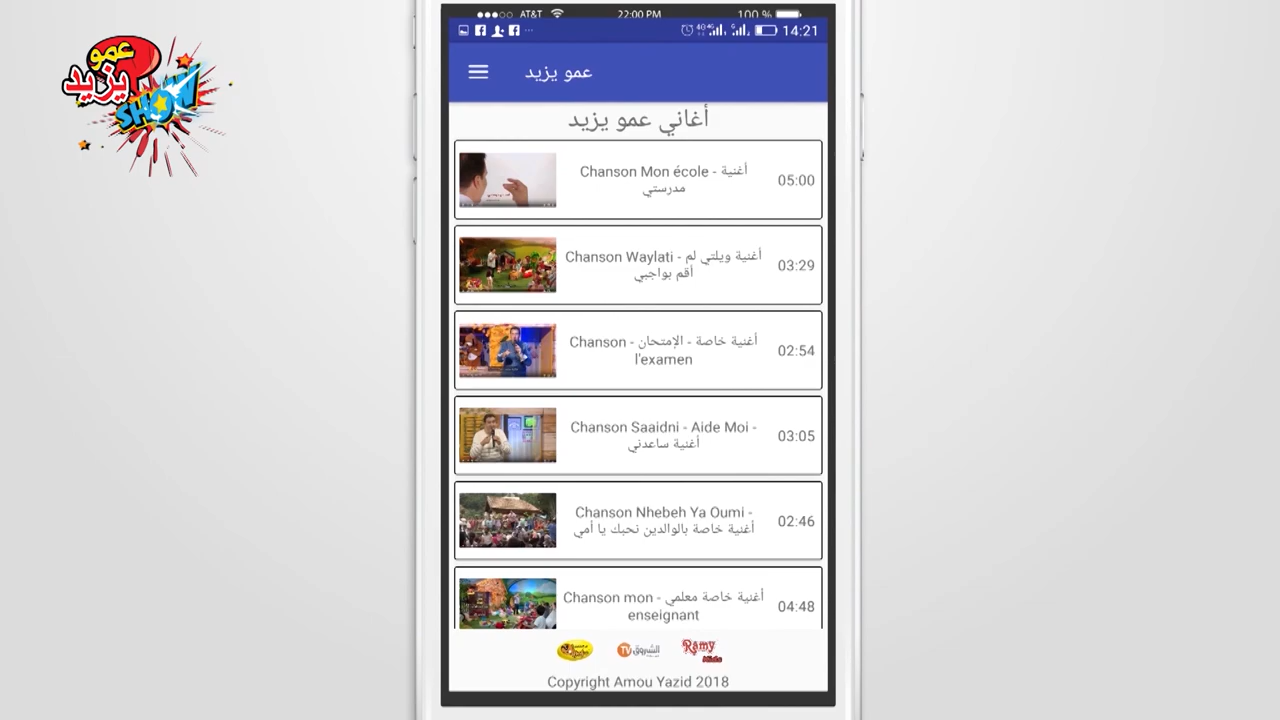 عمو
يزيد
SHOW
AT&T 22:00 PM 100 %
4G 4G 14:21
عمو يزيد
أغاني عمو يزيد
Chanson Mon école - أغنية
مدرستي
05:00
Chanson Waylati - أغنية ويلتي لم
أقم بواجبي
03:29
Chanson - أغنية خاصة - الإمتحان
l'examen
02:54
Chanson Saaidni - Aide Moi -
أغنية ساعدني
03:05
Chanson Nhebeh Ya Oumi -
أغنية خاصة بالوالدين نحبك يا أمي
02:46
Chanson mon - أغنية خاصة معلمي
enseignant
04:48
الشروق TV
Ramy
Copyright Amou Yazid 2018